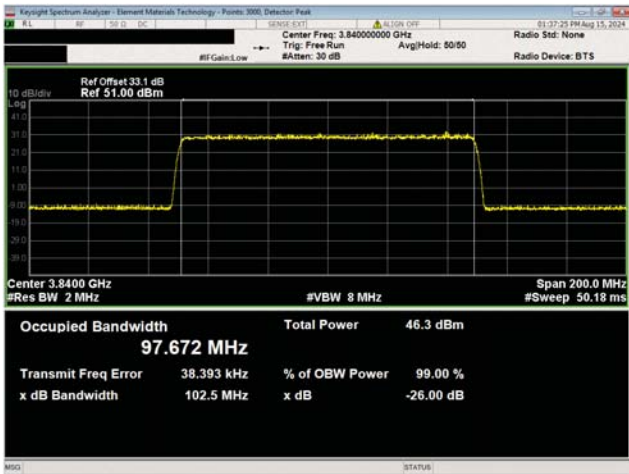 Keysight Spectrum Analyzer - Element Materials Technology - Points: 3000, Detector: Peak
RL RF 50 Ω DC SENSE:EXT ALIGN OFF 01:37:25 PM Aug 15, 2024
Center Freq: 3.840000000 GHz Radio Std: None
Trig: Free Run Avg|Hold: 50/50
#IFGain:Low #Atten: 30 dB Radio Device: BTS
Ref Offset 33.1 dB
10 dB/div Ref 51.00 dBm
Log
41.0
31.0
21.0
11.0
1.00
-9.00
-19.0
-29.0
-39.0
Center 3.8400 GHz Span 200.0 MHz
#Res BW 2 MHz #VBW 8 MHz #Sweep 50.18 ms
Occupied Bandwidth Total Power 46.3 dBm
97.672 MHz
Transmit Freq Error 38.393 kHz % of OBW Power 99.00 %
x dB Bandwidth 102.5 MHz x dB -26.00 dB
MSG STATUS